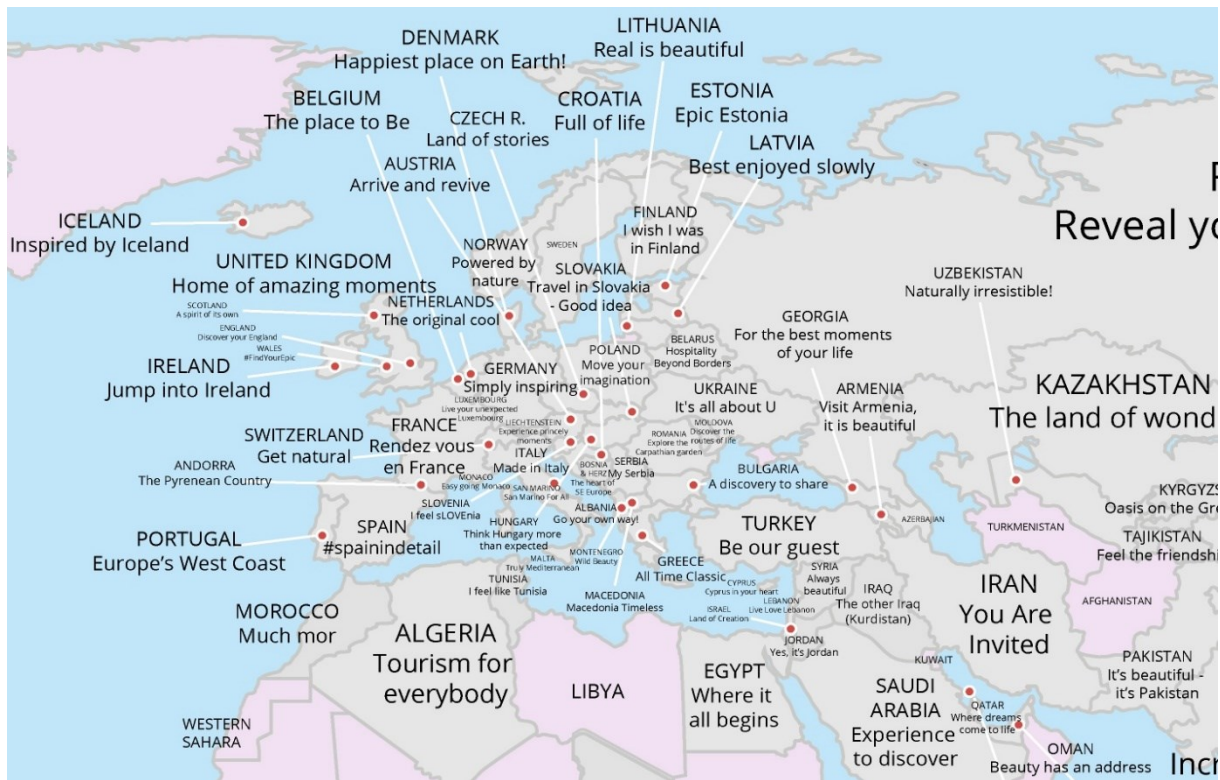 LITHUANIA
Real is beautiful
DENMARK
Happiest place on Earth!
BELGIUM
The place to Be
CZECH R.
Land of stories
CROATIA
Full of life
ESTONIA
Epic Estonia
LATVIA
Best enjoyed slowly
AUSTRIA
Arrive and revive
ICELAND
Inspired by Iceland
FINLAND
I wish I was
in Finland
NORWAY
Powered by
nature
SWEDEN
Reveal yo
UNITED KINGDOM
Home of amazing moments
SLOVAKIA
Travel in Slovakia
- Good idea
UZBEKISTAN
Naturally irresistible!
SCOTLAND
A spirit of its own
NETHERLANDS
The original cool
ENGLAND
Discover your England
WALES
#FindYourEpic
GEORGIA
For the best moments
of your life
BELARUS
Hospitality
Beyond Borders
IRELAND
Jump into Ireland
GERMANY
Simply inspiring
POLAND
Move your
imagination
KAZAKHSTAN
The land of wond
UKRAINE
It's all about U
ARMENIA
Visit Armenia,
it is beautiful
LUXEMBOURG
Live your unexpected
Luxembourg
LIECHTENSTEIN
Experience princely
moments
MOLDOVA
Discover the
routes of life
FRANCE
Rendez vous
en France
SWITZERLAND
Get natural
ROMANIA
Explore the
Carpathian garden
ITALY
Made in Italy
BOSNIA
& HERZ
The heart of
SE Europe
SERBIA
My Serbia
ANDORRA
The Pyrenean Country
MONACO
Easy going Monaco
SAN MARINO
San Marino For All
BULGARIA
A discovery to share
KYRGYZS
Oasis on the Gre
SLOVENIA
I feel sLOVEnia
ALBANIA
Go your own way!
AZERBAIJAN
SPAIN
#spainindetail
HUNGARY
Think Hungary more
than expected
TURKEY
Be our guest
TURKMENISTAN
TAJIKISTAN
Feel the friendshi
PORTUGAL
Europe's West Coast
MONTENEGRO
Wild Beauty
MALTA
Truly Mediterranean
GREECE
All Time Classic
SYRIA
Always
beautiful
TUNISIA
I feel like Tunisia
CYPRUS
Cyprus in your heart
IRAQ
The other Iraq
(Kurdistan)
IRAN
You Are
Invited
AFGHANISTAN
MACEDONIA
Macedonia Timeless
LEBANON
Live Love Lebanon
ISRAEL
Land of Creation
MOROCCO
Much mor
ALGERIA
Tourism for
everybody
JORDAN
Yes, it's Jordan
KUWAIT
PAKISTAN
It's beautiful -
it's Pakistan
LIBYA
EGYPT
Where it
all begins
SAUDI
ARABIA
Experience
to discover
QATAR
Where dreams
come to life
WESTERN
SAHARA
OMAN
Beauty has an address
Incr